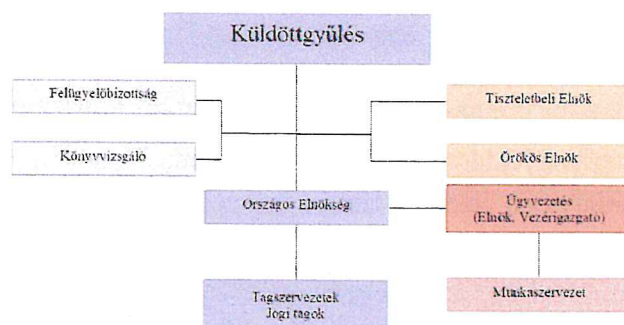 Küldöttgyűlés
Felügyelőbizottság
Tiszteletbeli Elnök
Könyvvizsgáló
Örökös Elnök
Országos Elnökség
Ügyvezetés
(Elnök, Vezérigazgató)
Tagszervezetek
Jogi tagok
Munkaszervezet